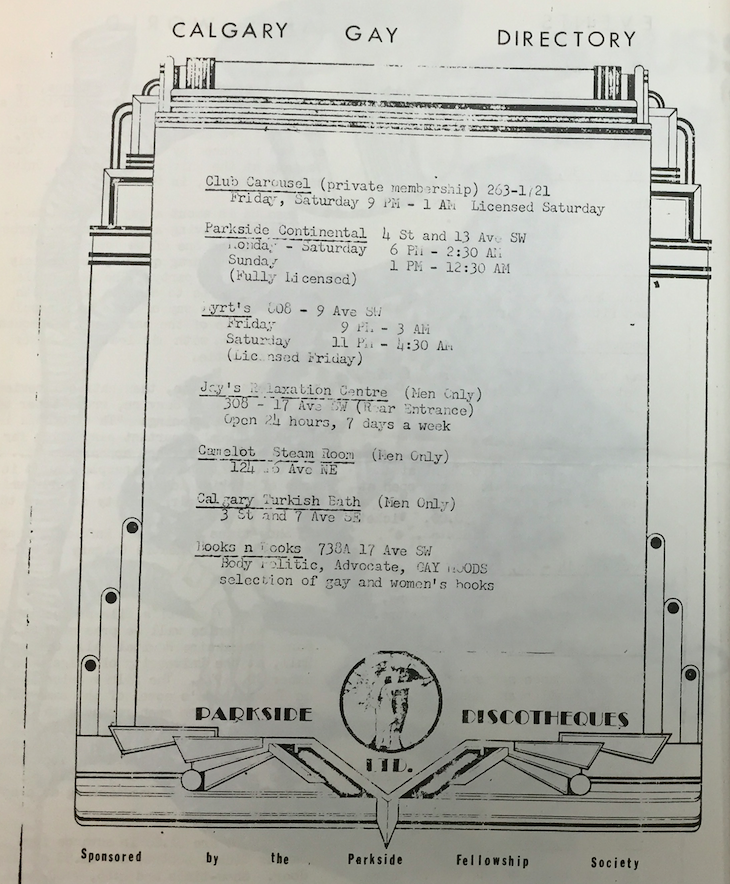 CALGARY GAY DIRECTORY
Club Carousel (private membership) 263-1121
Friday, Saturday 9 PM - 1 AM Licensed Saturday
Parkside Continental 4 St and 13 Ave SW
Monday - Saturday 6 PM - 2:30 AM
Sunday 1 PM - 12:30 AM
(Fully Licensed)
808 - 9 Ave SW
Friday 9 PM - 3 AM
Saturday 11 PM - 4:30 AM
(Licensed Friday)
Jay's Relaxation Centre (Men Only)
308 - 17 Ave SW (Rear Entrance)
Open 24 hours, 7 days a week
Camelot Steam Room (Men Only)
124 Ave NE
Calgary Turkish Bath (Men Only)
3 St and 7 Ave SE
Books n Books 738A 17 Ave SW
Body Politic, Advocate, GAY MOODS
selection of gay and women's books
PARKSIDE DISCOTHEQUES
LTD.
Sponsored by the Parkside Fellowship Society